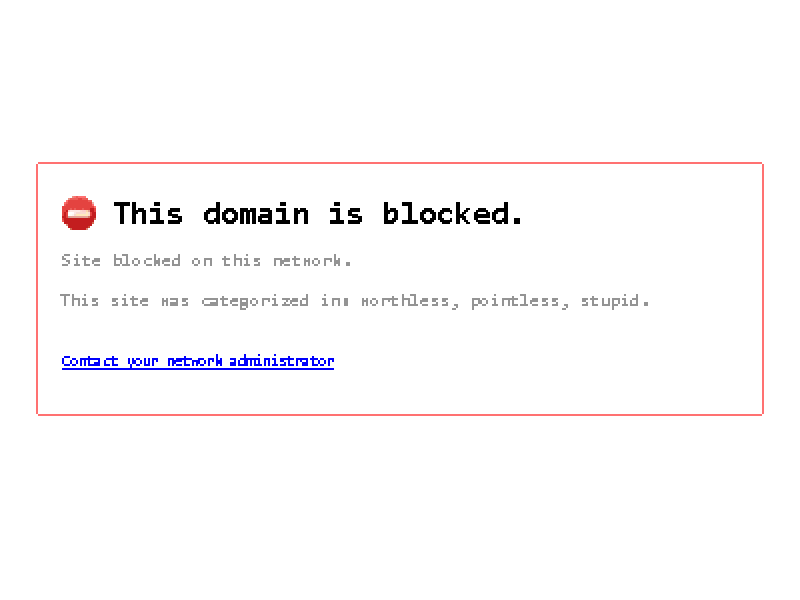 This domain is blocked.
Site blocked on this network.
This site was categorized in: worthless, pointless, stupid.
Contact your network administrator